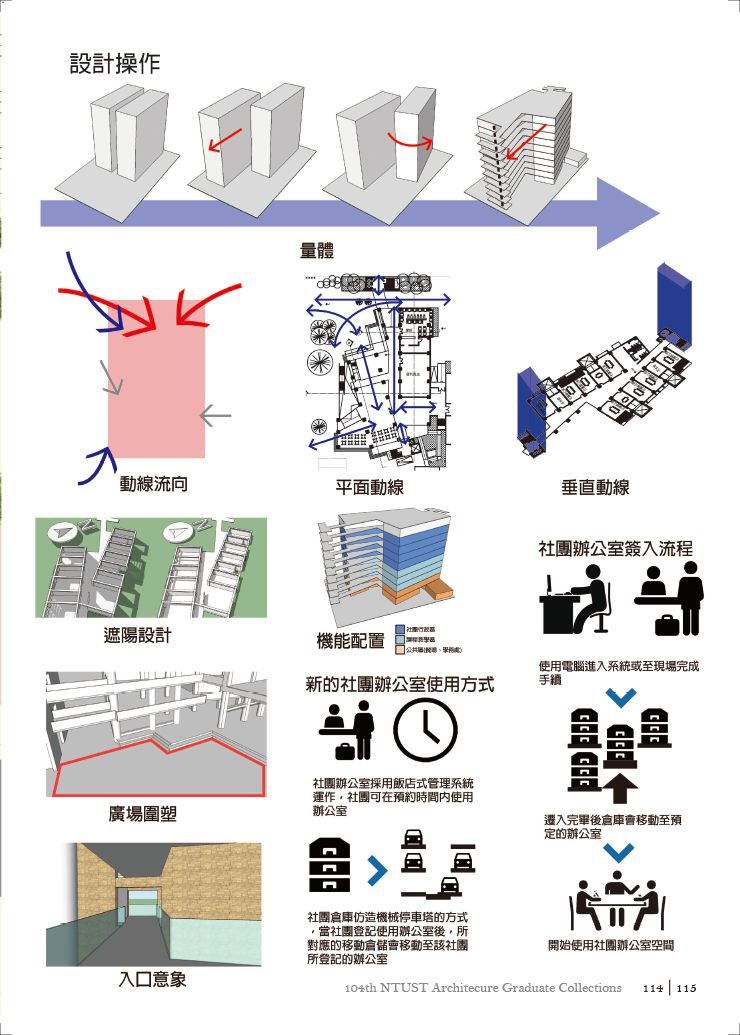 設計操作
量體
動線流向
平面動線
垂直動線
遮陽設計
機能配置
社團行政區
課程教學區
公共區(餐廳、學務處)
廣場圍塑
入口意象
新的社團辦公室使用方式
社團辦公室採用飯店式管理系統
運作，社團可在預約時間内使用
辦公室
社團倉庫仿造機械停車塔的方式
，當社團登記使用辦公室後，所
對應的移動倉儲會移動至該社團
所登記的辦公室
社團辦公室簽入流程
使用電腦進入系統或至現場完成
手續
遷入完畢後倉庫會移動至預
定的辦公室
開始使用社團辦公室空間
104th NTUST Architecure Graduate Collections 114 | 115